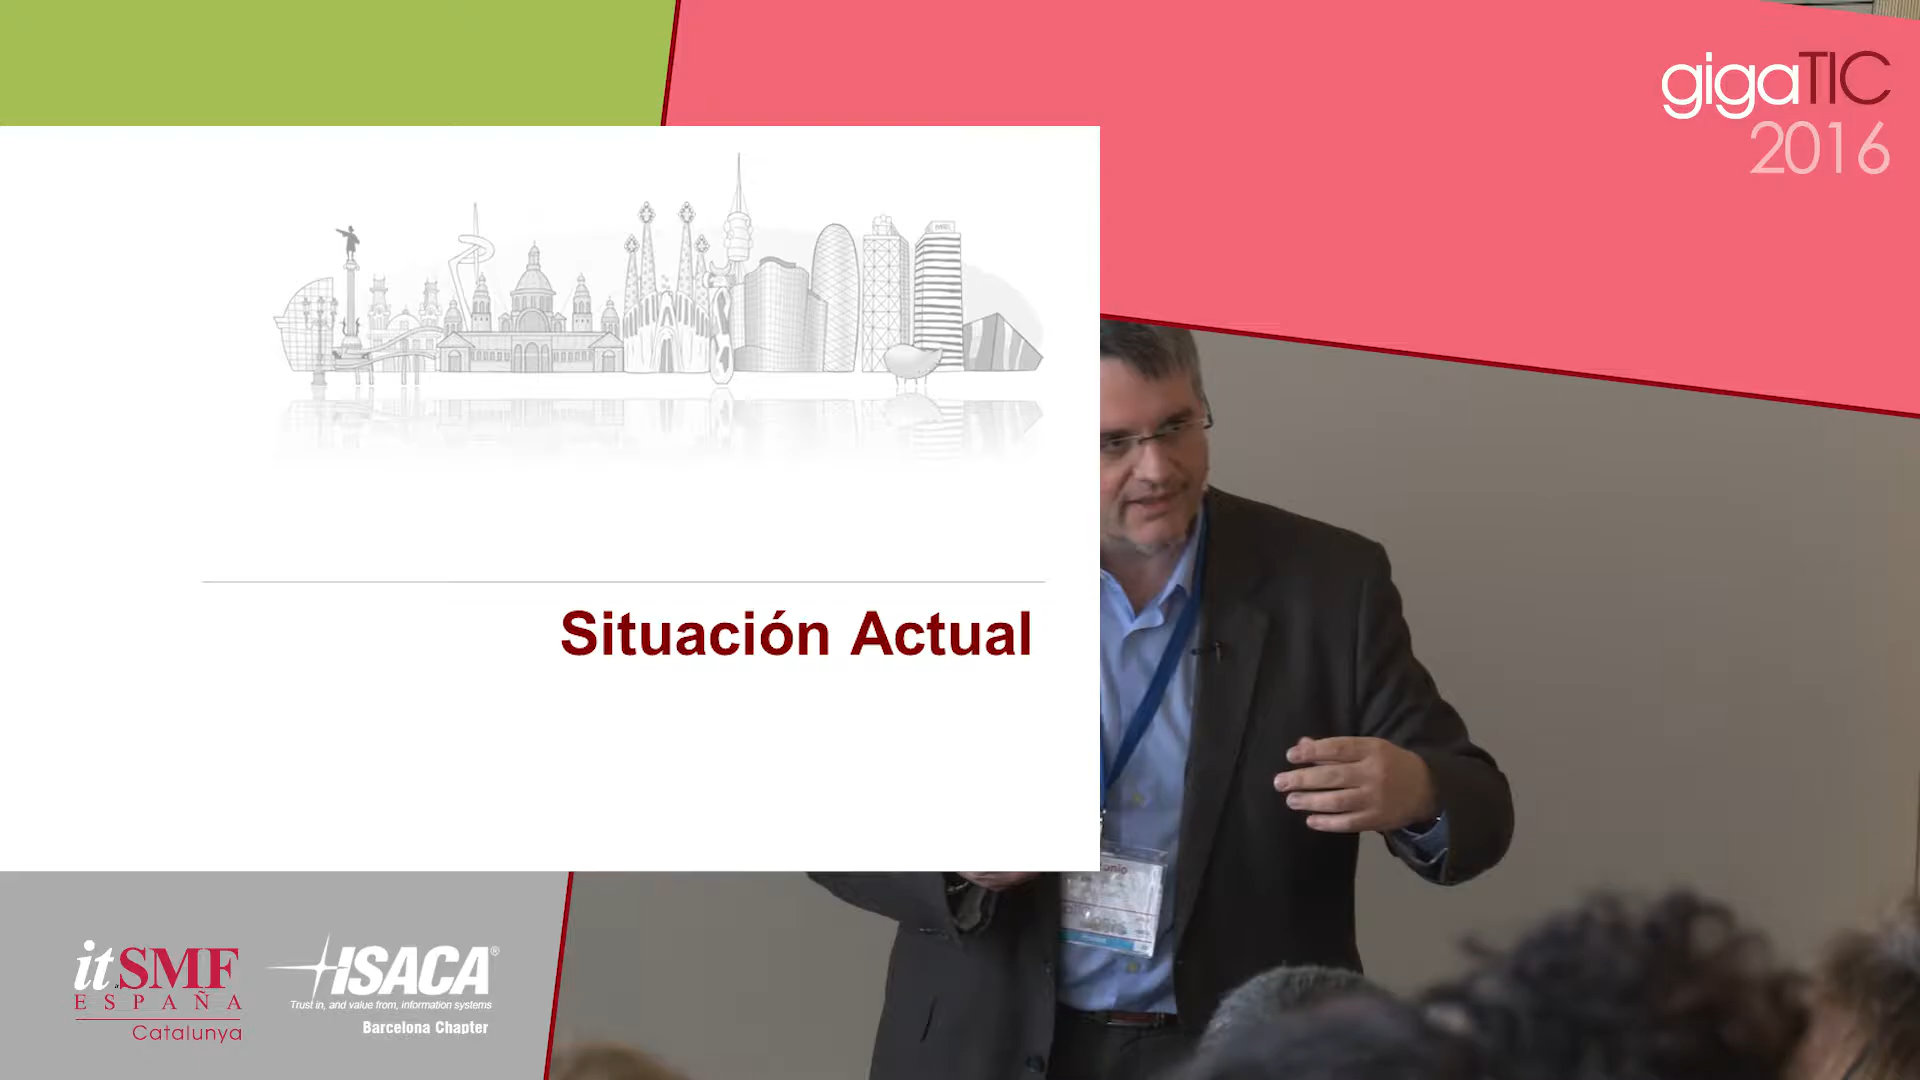 gigaTIC
2016
Situación Actual
itSMF
ESPAÑA
Catalunya
ISACA®
Trust in, and value from, information systems
Barcelona Chapter